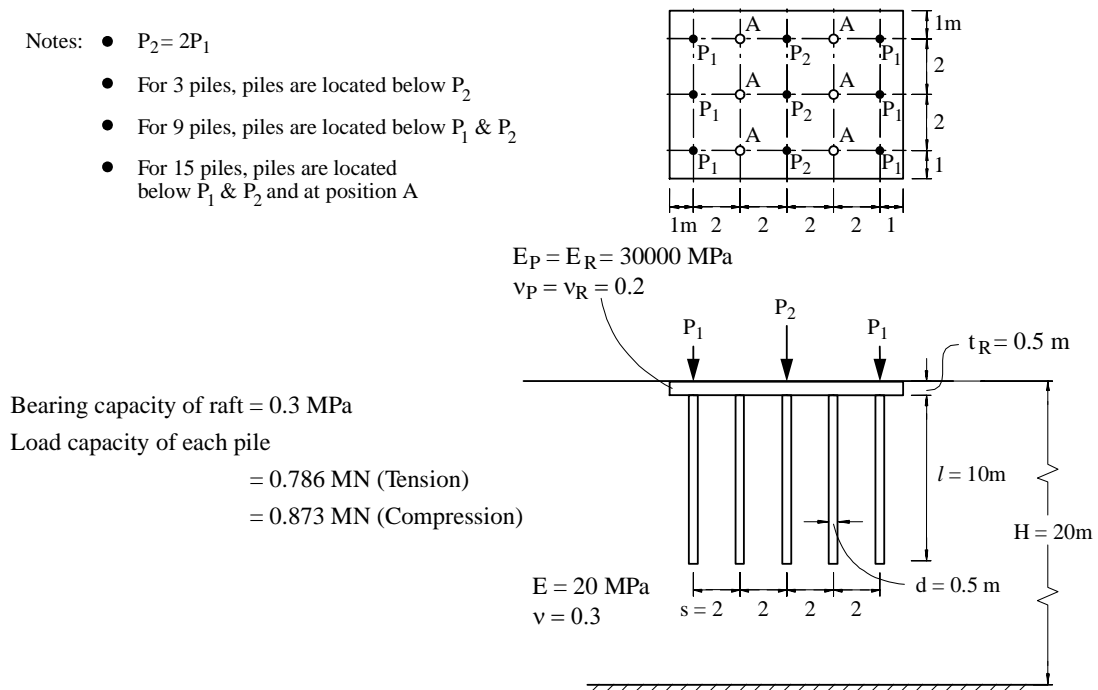 Notes: ● P₂ = 2P₁
● For 3 piles, piles are located below P₂
● For 9 piles, piles are located below P₁ & P₂
● For 15 piles, piles are located
below P₁ & P₂ and at position A
A A
1m
P₁ P₂ P₁
2
A A
P₁ P₂ P₁
2
A A
P₁ P₂ P₁
1
1m 2 2 2 2 1
E_P = E_R = 30000 MPa
ν_P = ν_R = 0.2
P₁ P₂ P₁
t_R = 0.5 m
Bearing capacity of raft = 0.3 MPa
Load capacity of each pile
= 0.786 MN (Tension)
= 0.873 MN (Compression)
l = 10m
H = 20m
E = 20 MPa
ν = 0.3
s = 2 2 2 2
d = 0.5 m